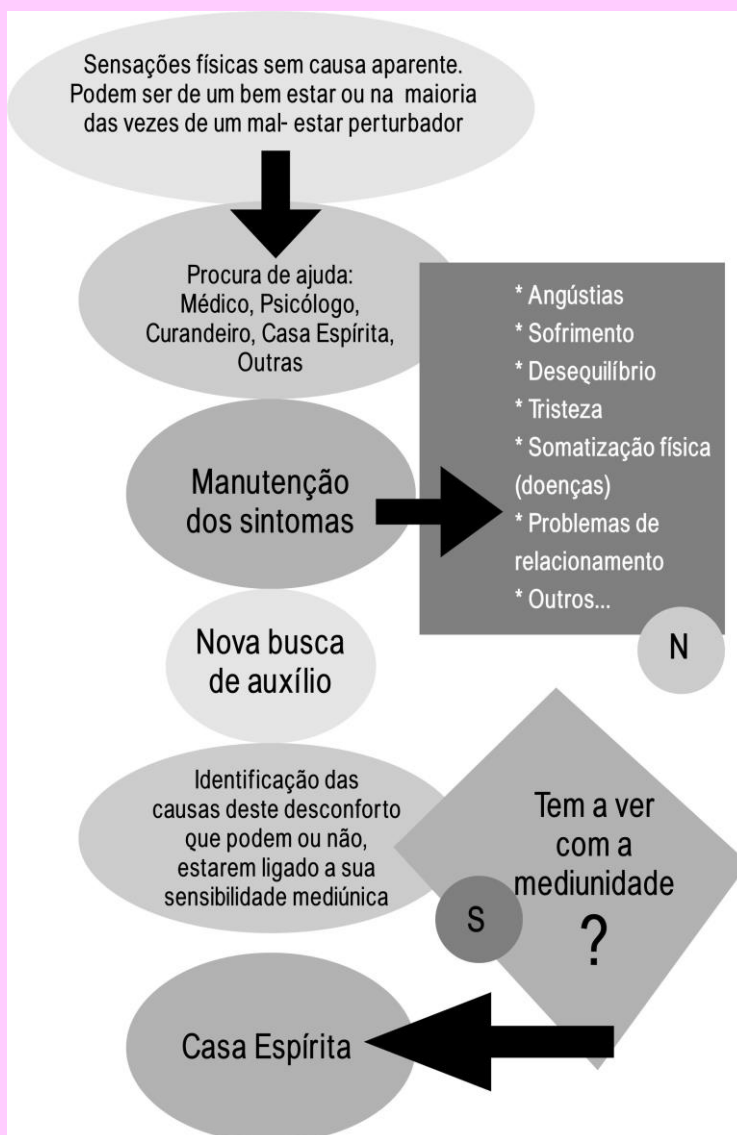 Sensações físicas sem causa aparente.
Podem ser de um bem estar ou na maioria
das vezes de um mal- estar perturbador
Procura de ajuda:
Médico, Psicólogo,
Curandeiro, Casa Espírita,
Outras
* Angústias
* Sofrimento
* Desequilíbrio
* Tristeza
* Somatização física
(doenças)
* Problemas de
relacionamento
* Outros...
Manutenção
dos sintomas
N
Nova busca
de auxílio
Identificação das
causas deste desconforto
que podem ou não,
estarem ligado a sua
sensibilidade mediúnica
Tem a ver
com a
mediunidade
?
S
Casa Espírita